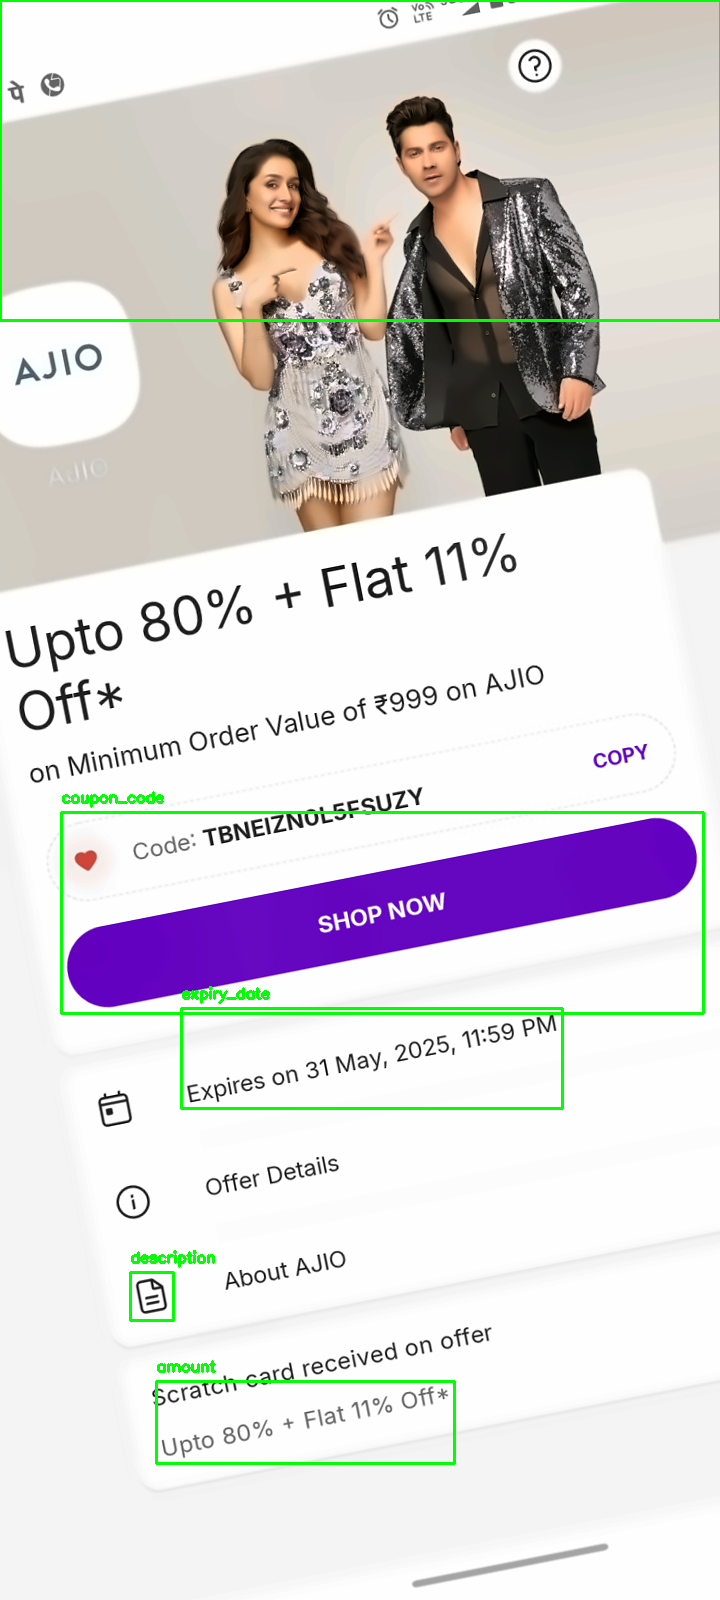 Vo))
LTE
पे
?
AJIO
AJIO
Upto 80% + Flat 11%
Off*
on Minimum Order Value of ₹999 on AJIO
coupon_code
Code: TBNEIZN0L5FSUZY
COPY
SHOP NOW
expiry_date
Expires on 31 May, 2025, 11:59 PM
Offer Details
description
About AJIO
amount
Scratch card received on offer
Upto 80% + Flat 11% Off*